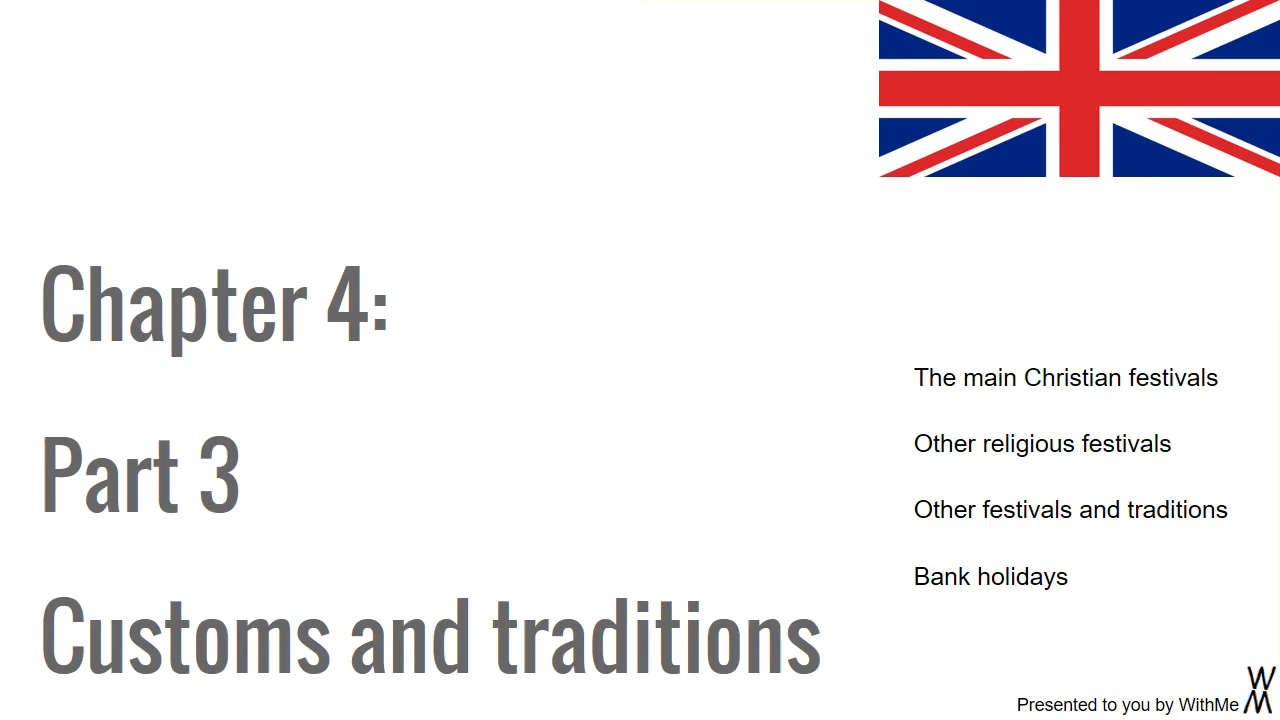 Chapter 4:
Part 3
Customs and traditions
The main Christian festivals
Other religious festivals
Other festivals and traditions
Bank holidays
Presented to you by WithMe
W
M